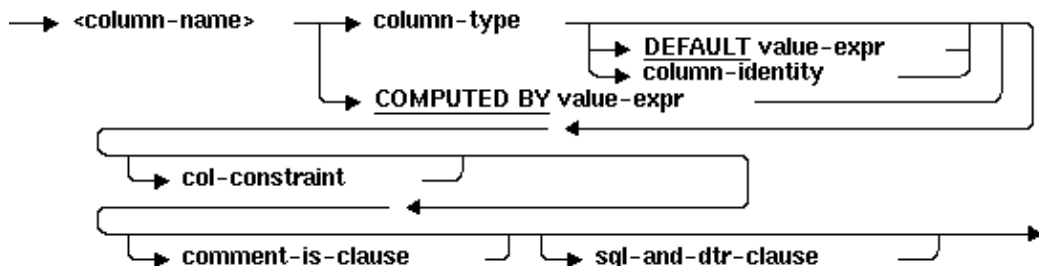 <column-name> column-type
DEFAULT value-expr
column-identity
COMPUTED BY value-expr
col-constraint
comment-is-clause sql-and-dtr-clause